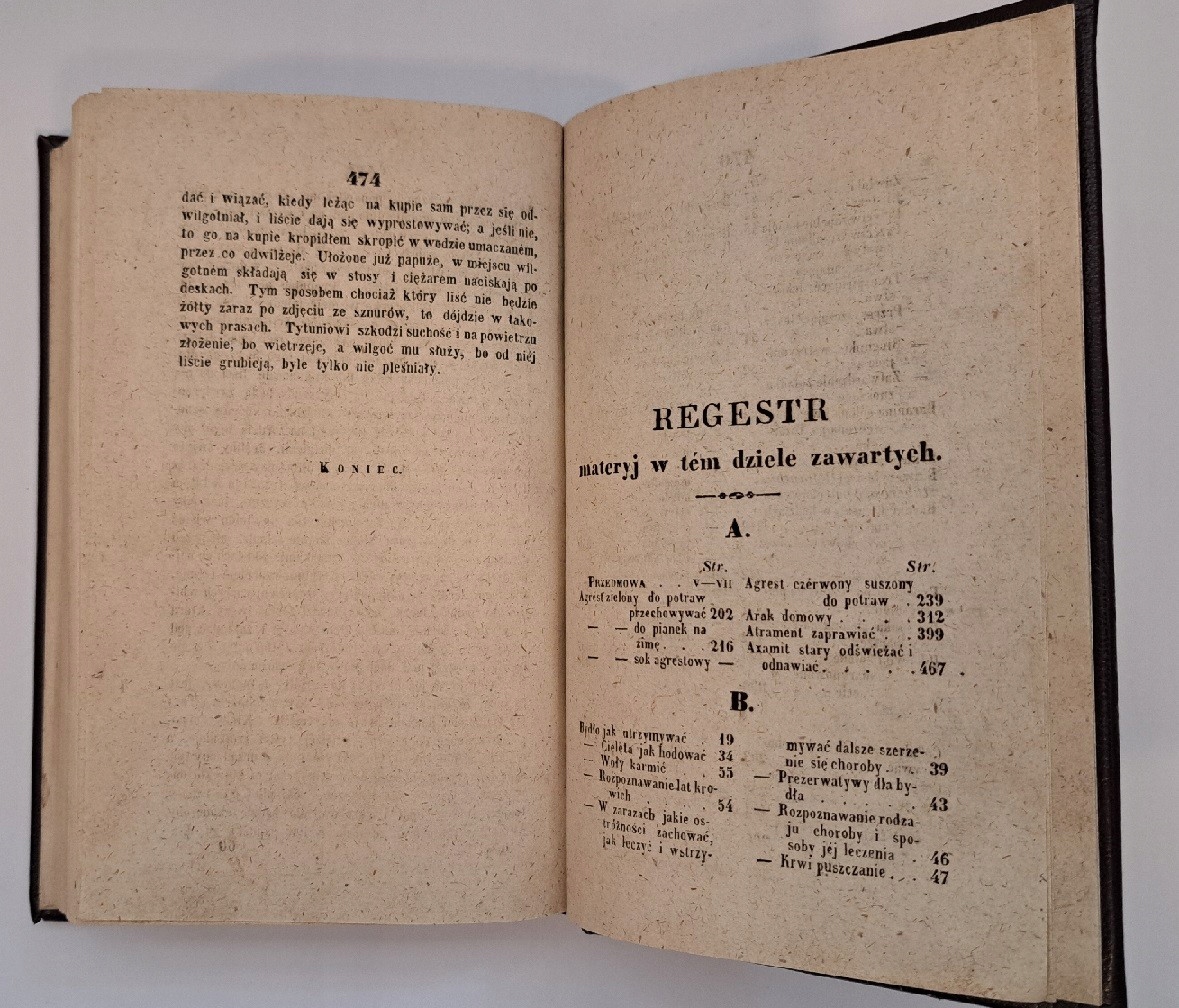 474
dać i wiązać, kiedy leżąc na kupie sam przez się od-
wilgotniał, i liście dają się wyprostowywać; a jeśli nie,
to go na kupie kropidłem skropić w wodzie umaczaném,
przez co odwilżeje. Ułożone już papuże, w miejscu wil-
gotném składają się w stosy i ciężarem naciskają po
deskach. Tym sposobem chociaż który liść nie będzie
żółty zaraz po zdjęciu ze sznurów, to dójdzie w tako-
wych prasach. Tytuniowi szkodzi suchość i na powietrzu
złożenie, bo wietrzeje, a wilgoć mu służy, bo od niéj
liście grubieją, byle tylko nie pleśniały.
KONIEC.
REGESTR
materyj w tém dziele zawartych.
A.
Str.
PRZEDMOWA . . V—VII
Agrest zielony do potraw
przechowywać 202
— — do pianek na
zimę . . . 216
— — sok agrestowy —
Str.
Agrest czérwony suszony
do potraw . . 239
Arak domowy . . . . 312
Atrament zaprawiać . . 399
Axamit stary odświeżać i
odnawiać . . . . . 467
B.
Bydło jak utrzymywać . 19
— Cielęta jak hodować 34
— Woły karmić . 55
— Rozpoznawanie lat kro-
wich . . . . . 54
— W zarazach jakie os-
tróżności zachować,
jak leczyć i wstrzy-
mywać dalsze szerze-
nie się choroby . . . 39
— Prezerwatywy dla by-
dła . . . . . . . 43
— Rozpoznawanie rodza-
ju choroby i spo-
soby jéj leczenia . 46
— Krwi puszczanie . . . 47